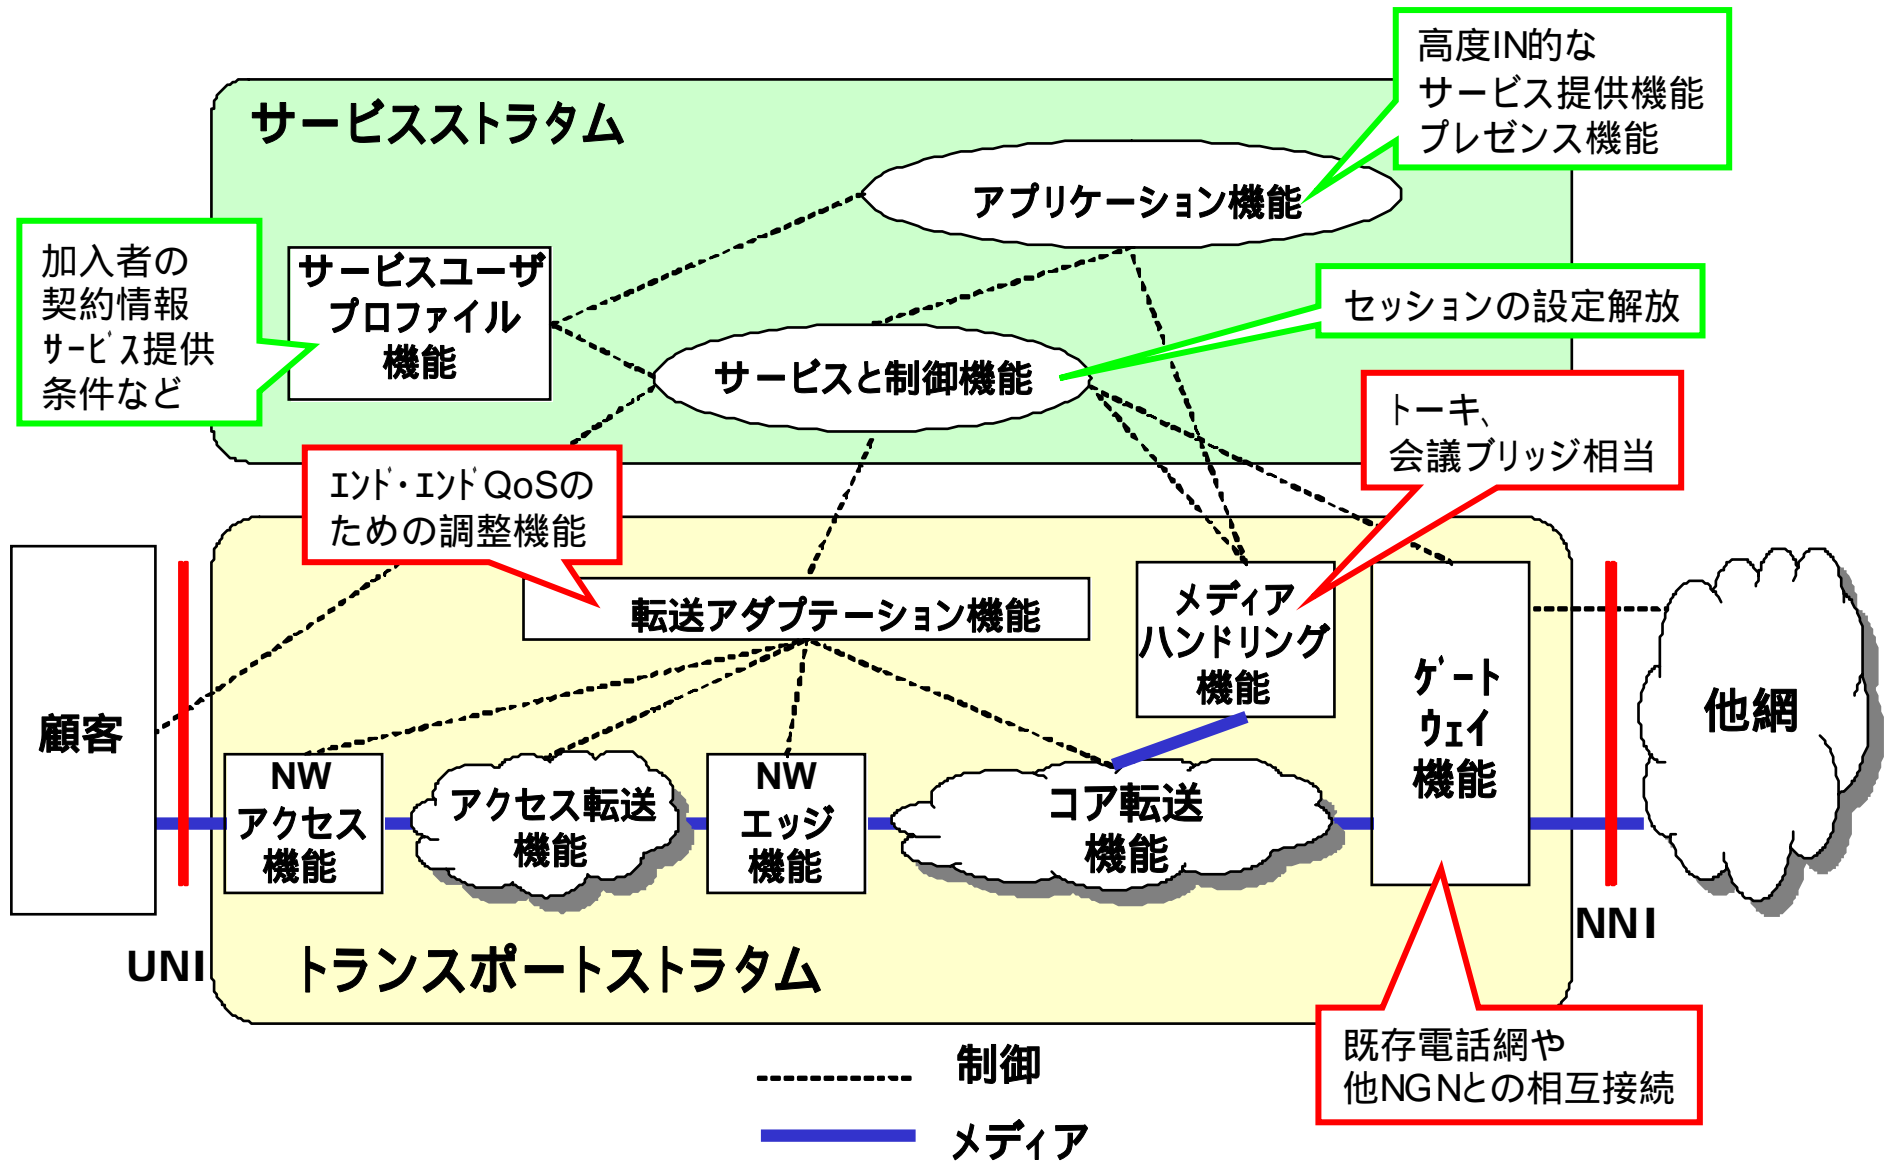 高度IN的な
サービス提供機能
プレゼンス機能
サービスストラタム
アプリケーション機能
加入者の
契約情報
ｻｰﾋﾞｽ提供
条件など
サービスユーザ
プロファイル
機能
セッションの設定解放
サービスと制御機能
トーキ、
会議ブリッジ相当
ｴﾝﾄﾞ・ｴﾝﾄﾞQoSの
ための調整機能
転送アダプテーション機能
メディア
ハンドリング
機能
ｹﾞｰﾄ
ウェイ
機能
顧客
他網
NW
アクセス
機能
アクセス転送
機能
NW
エッジ
機能
コア転送
機能
UNI
NNI
トランスポートストラタム
既存電話網や
他NGNとの相互接続
制御
メディア